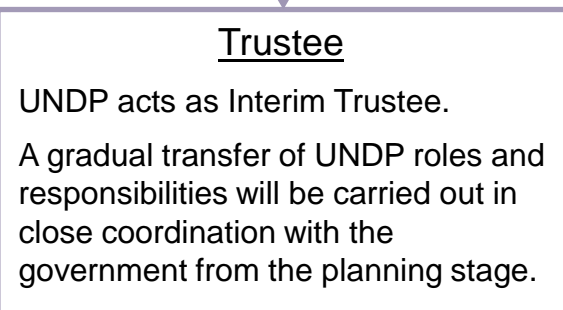 Trustee
UNDP acts as Interim Trustee.
A gradual transfer of UNDP roles and
responsibilities will be carried out in
close coordination with the
government from the planning stage.